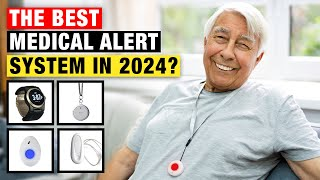 THE BEST
MEDICAL ALERT
SYSTEM IN 2024?